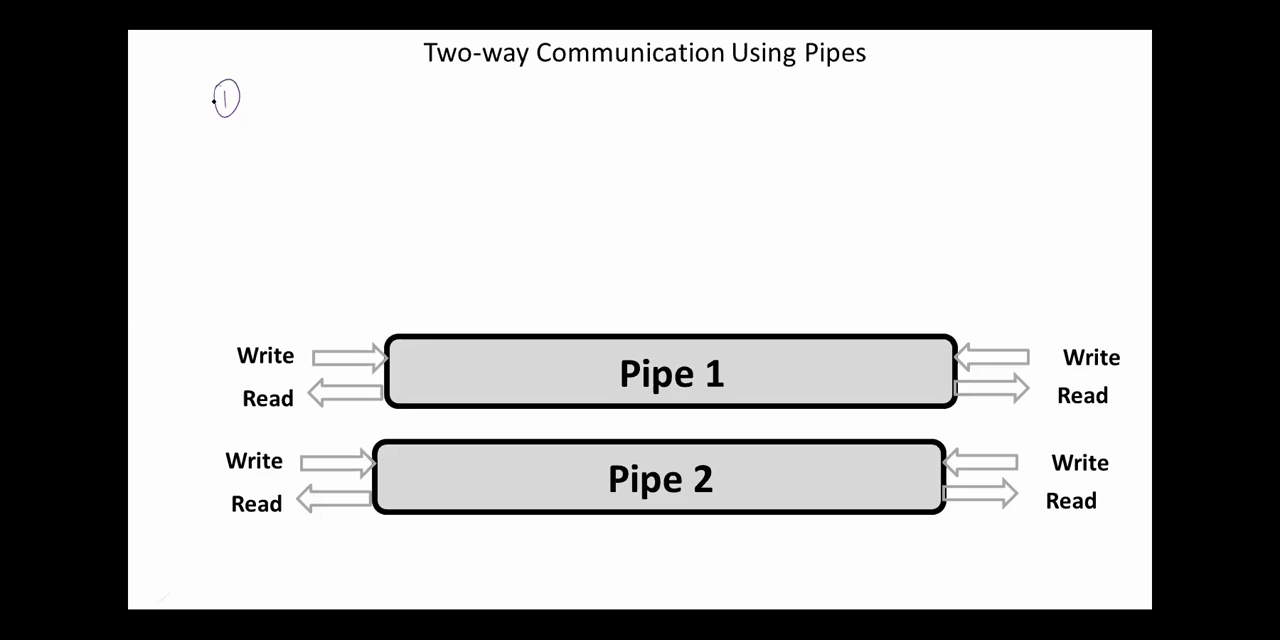 Two-way Communication Using Pipes
1
Write Pipe 1 Write
Read Read
Write Pipe 2 Write
Read Read